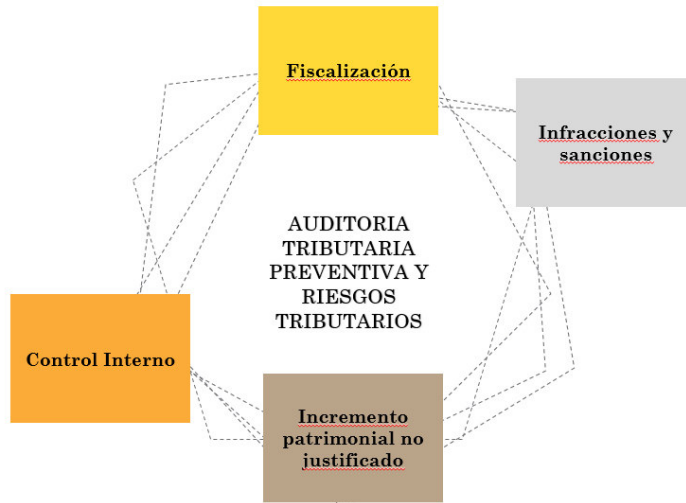 Fiscalización
Infracciones y
sanciones
AUDITORIA
TRIBUTARIA
PREVENTIVA Y
RIESGOS
TRIBUTARIOS
Control Interno
Incremento
patrimonial no
justificado